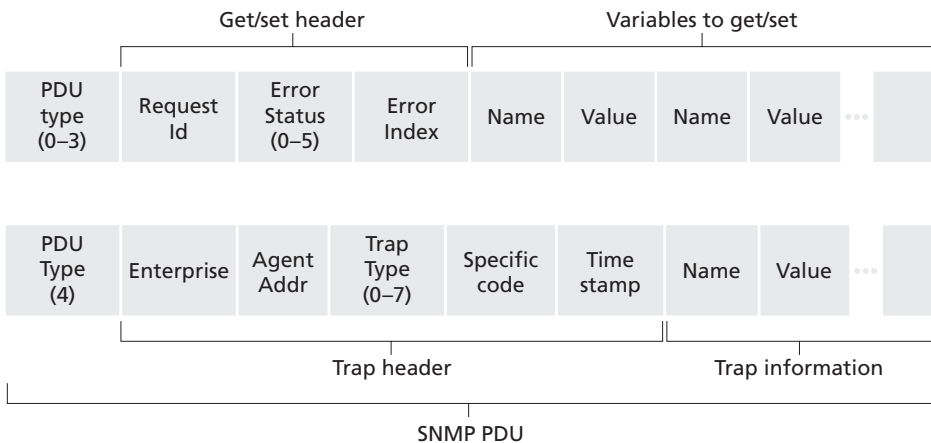 Get/set header
Variables to get/set
PDU
type
(0–3)
Request
Id
Error
Status
(0–5)
Error
Index
Name
Value
Name
Value
PDU
Type
(4)
Enterprise
Agent
Addr
Trap
Type
(0–7)
Specific
code
Time
stamp
Name
Value
Trap header
Trap information
SNMP PDU